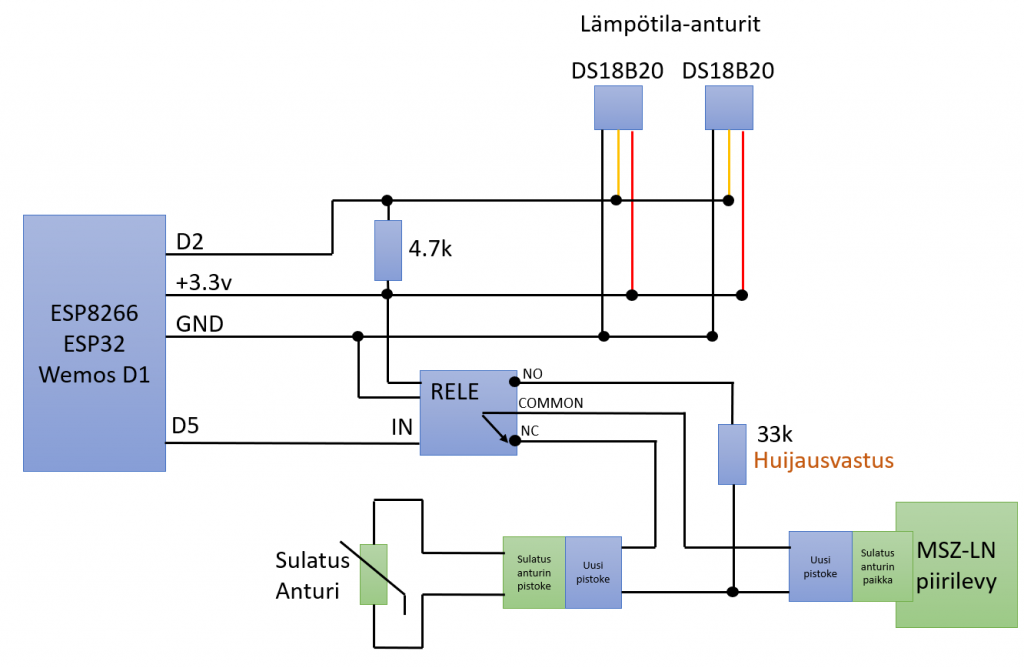 Lämpötila-anturit
DS18B20 DS18B20
D2
4.7k
+3.3v
ESP8266
ESP32
Wemos D1
GND
RELE
NO
COMMON
NC
D5
IN
33k
Huijausvastus
Sulatus
Anturi
Sulatus
anturin
pistoke
Uusi
pistoke
Uusi
pistoke
Sulatus
anturin
paikka
MSZ-LN
piirilevy